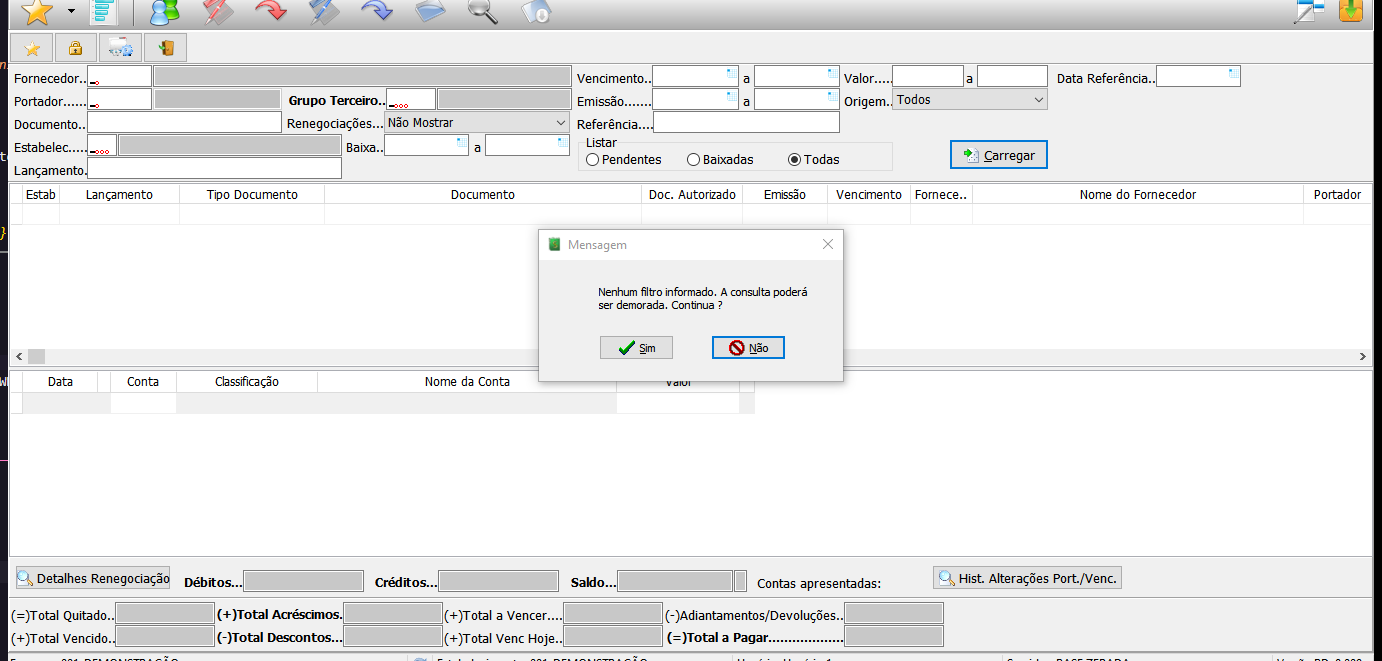 Fornecedor..
Vencimento..
a
Valor.....
a
Data Referência..
Portador......
Grupo Terceiro..
Emissão.......
a
Origem..
Todos
Documento..
Renegociações...
Não Mostrar
Referência....
Estabelec.....
Baixa..
a
Listar
Pendentes
Baixadas
Todas
Carregar
Lançamento.
Estab
Lançamento
Tipo Documento
Documento
Doc. Autorizado
Emissão
Vencimento
Fornece..
Nome do Fornecedor
Portador
Mensagem
Nenhum filtro informado. A consulta poderá
ser demorada. Continua ?
Sim
Não
Data
Conta
Classificação
Nome da Conta
Valor
Detalhes Renegociação
Débitos...
Créditos...
Saldo...
Contas apresentadas:
Hist. Alterações Port./Venc.
(=)Total Quitado..
(+)Total Acréscimos.
(+)Total a Vencer....
(-)Adiantamentos/Devoluções..
(+)Total Vencido..
(-)Total Descontos...
(+)Total Venc Hoje..
(=)Total a Pagar...................